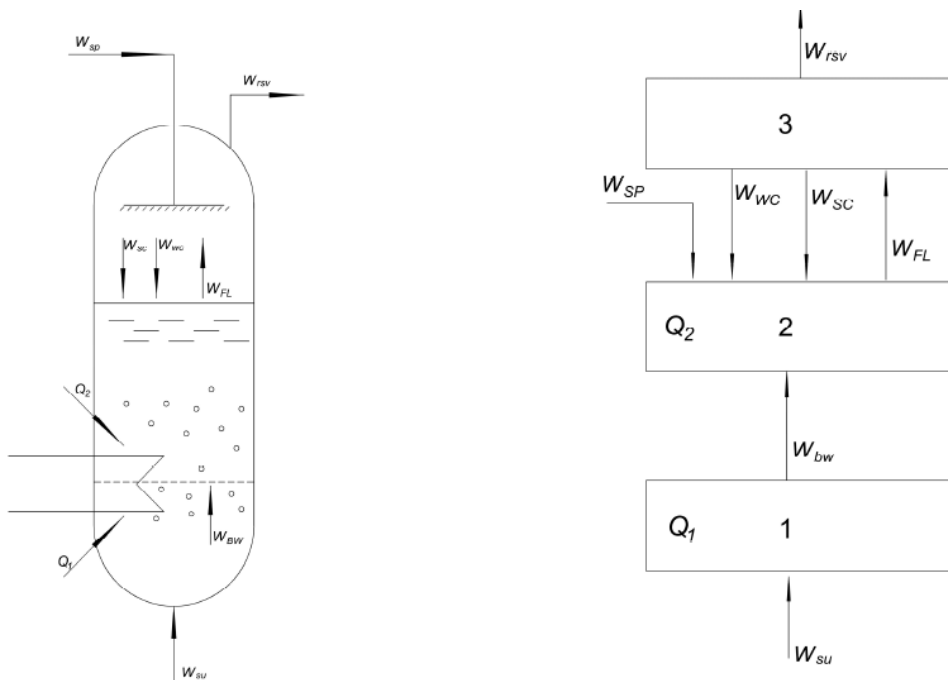 W_sp
W_rsv
W_sc W_wc
W_FL
Q_2
W_BW
Q_1
W_su
W_rsv
3
W_SP W_WC W_SC
W_FL
Q_2 2
W_bw
Q_1 1
W_su